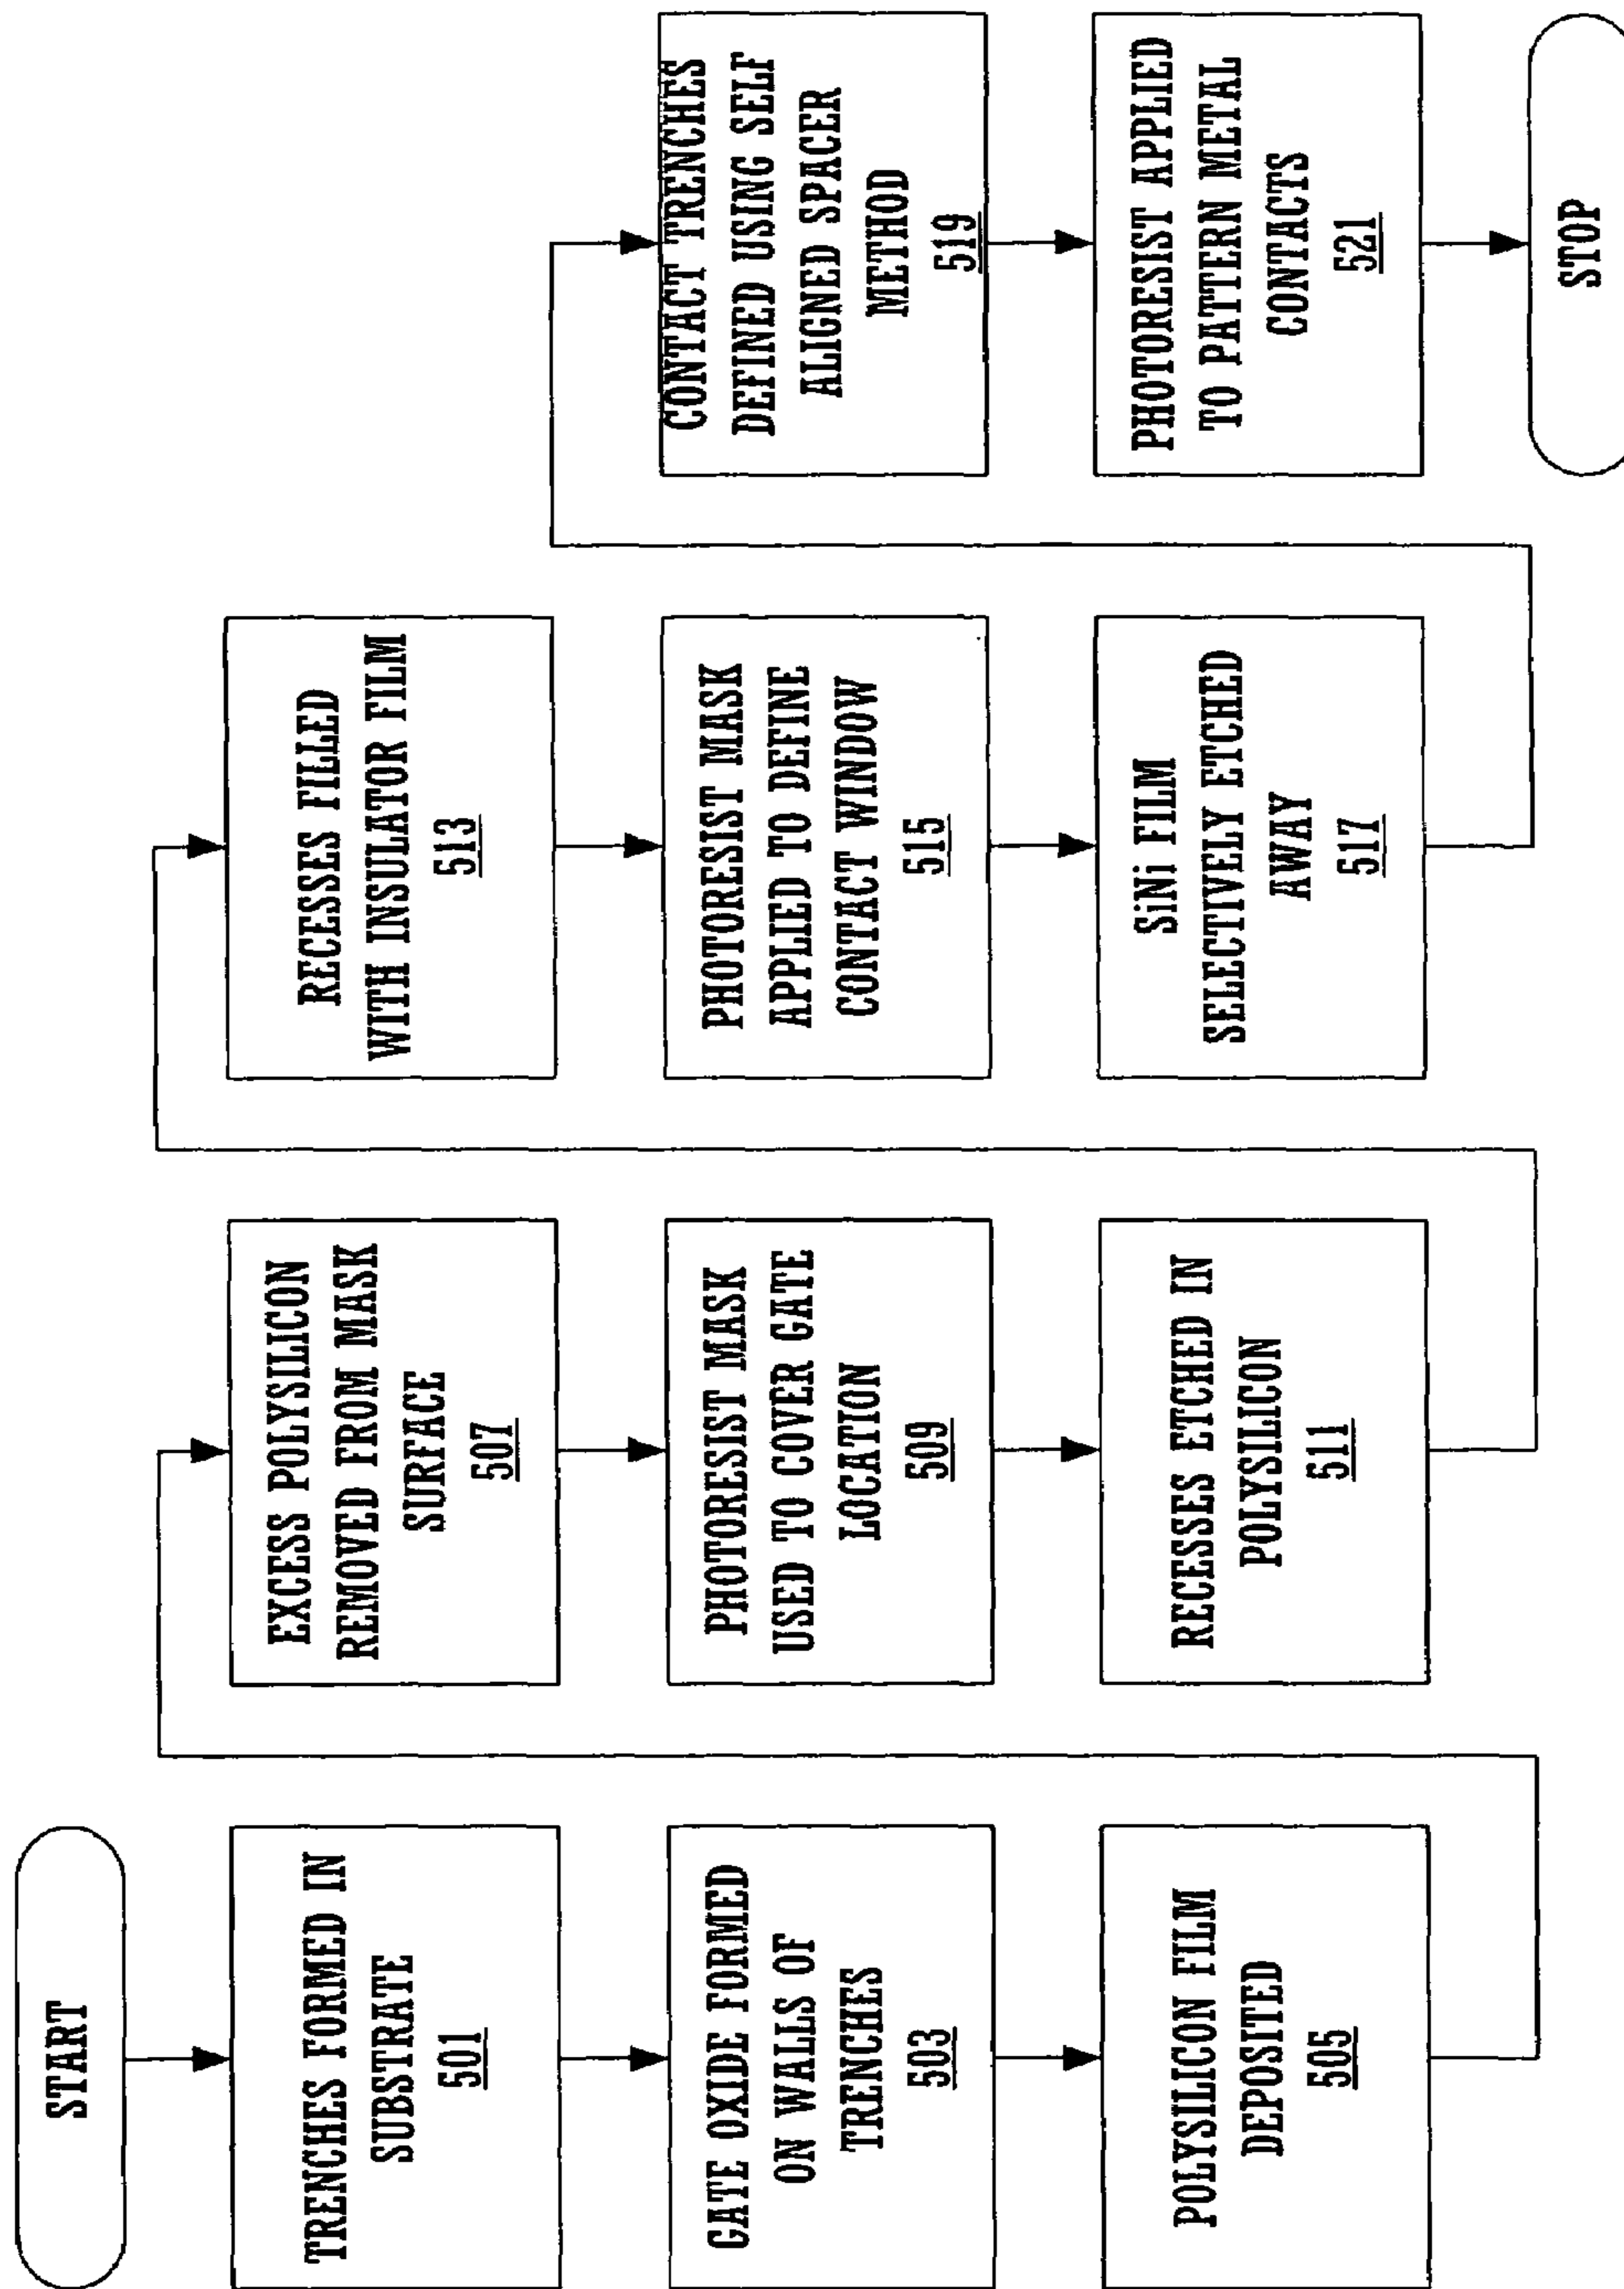 START
TRENCHES FORMED IN
SUBSTRATE
501
GATE OXIDE FORMED
ON WALLS OF
TRENCHES
503
POLYSILICON FILM
DEPOSITED
505
EXCESS POLYSILICON
REMOVED FROM MASK
SURFACE
507
PHOTORESIST MASK
USED TO COVER GATE
LOCATION
509
RECESSES ETCHED IN
POLYSILICON
511
RECESSES FILLED
WITH INSULATOR FILM
513
PHOTORESIST MASK
APPLIED TO DEFINE
CONTACT WINDOW
515
SiNi FILM
SELECTIVELY ETCHED
AWAY
517
CONTACT TRENCHES
DEFINED USING SELF
ALIGNED SPACER
METHOD
519
PHOTORESIST APPLIED
TO PATTERN METAL
CONTACTS
521
STOP